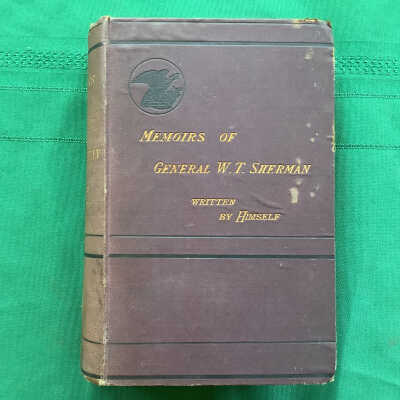 MEMOIRS OF
GENERAL W. T. SHERMAN
WRITTEN
BY HIMSELF